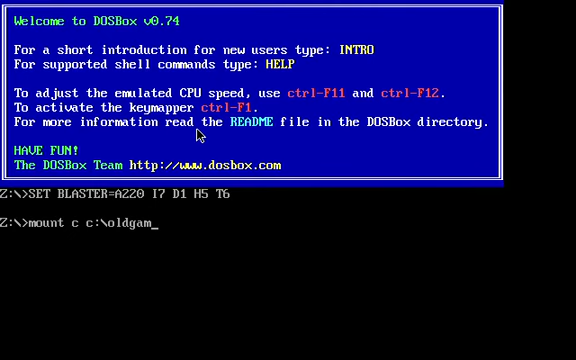 Welcome to DOSBox v0.74
For a short introduction for new users type: INTRO
For supported shell commands type: HELP
To adjust the emulated CPU speed, use ctrl-F11 and ctrl-F12.
To activate the keymapper ctrl-F1.
For more information read the README file in the DOSBox directory.
HAVE FUN!
The DOSBox Team http://www.dosbox.com
Z:\>SET BLASTER=A220 I7 D1 H5 T6
Z:\>mount c c:\oldgam_